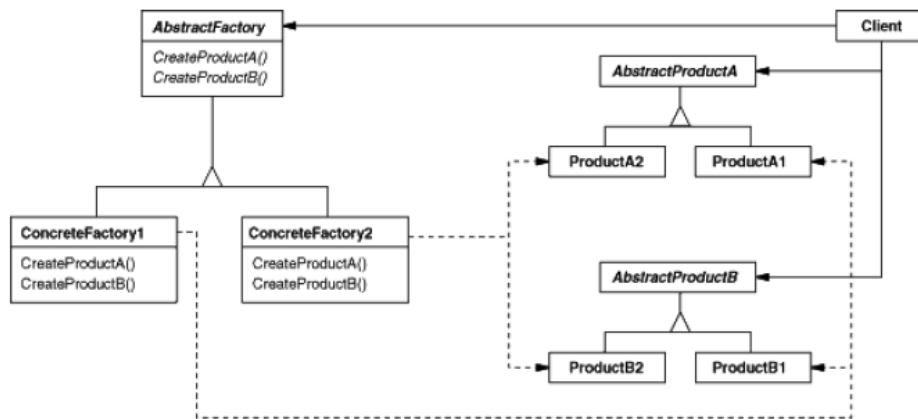 AbstractFactory
CreateProductA()
CreateProductB()
Client
AbstractProductA
ProductA2
ProductA1
ConcreteFactory1
CreateProductA()
CreateProductB()
ConcreteFactory2
CreateProductA()
CreateProductB()
AbstractProductB
ProductB2
ProductB1